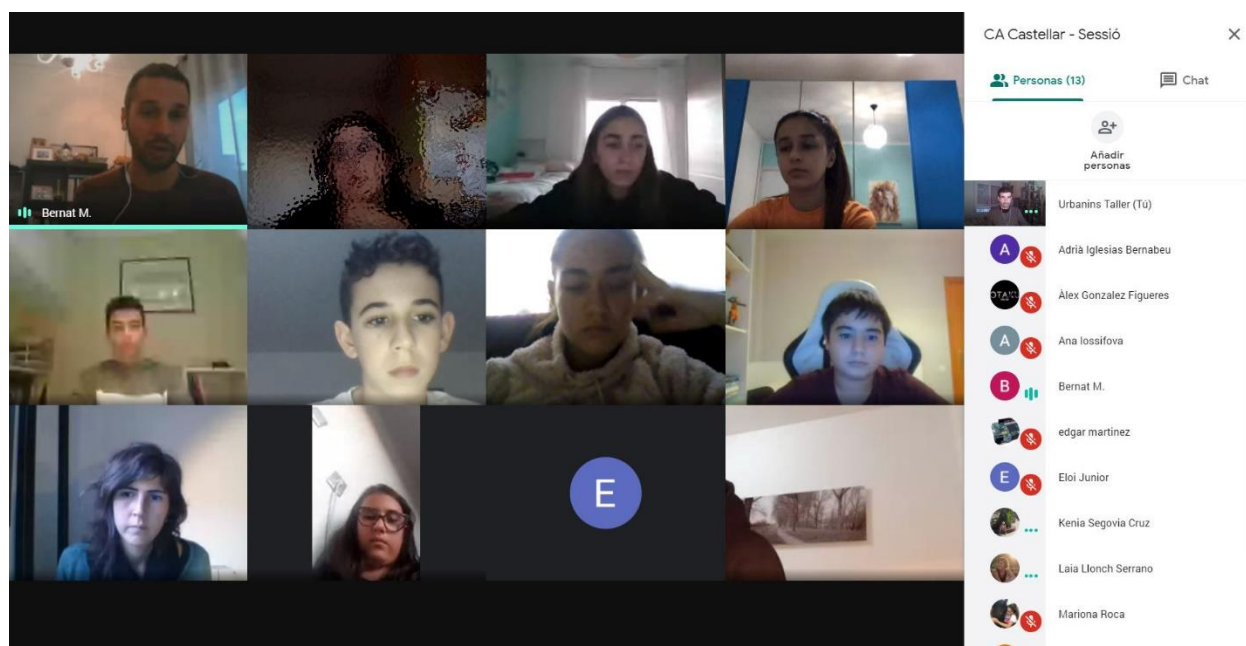 CA Castellar - Sessió
Personas (13)
Chat
Añadir
personas
Bernat M.
Urbanins Taller (Tú)
A
Adrià Iglesias Bernabeu
OTAKU
Àlex Gonzalez Figueres
A
Ana Iossifova
B
Bernat M.
edgar martinez
E
Eloi Junior
Kenia Segovia Cruz
Laia Llonch Serrano
Mariona Roca
E